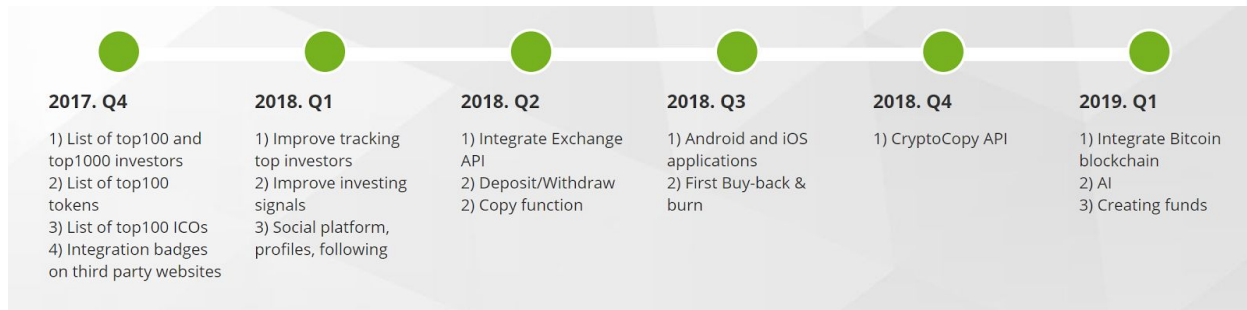 2017. Q4
1) List of top100 and
top1000 investors
2) List of top100
tokens
3) List of top100 ICOs
4) Integration badges
on third party websites
2018. Q1
1) Improve tracking
top investors
2) Improve investing
signals
3) Social platform,
profiles, following
2018. Q2
1) Integrate Exchange
API
2) Deposit/Withdraw
2) Copy function
2018. Q3
1) Android and iOS
applications
2) First Buy-back &
burn
2018. Q4
1) CryptoCopy API
2019. Q1
1) Integrate Bitcoin
blockchain
2) AI
3) Creating funds